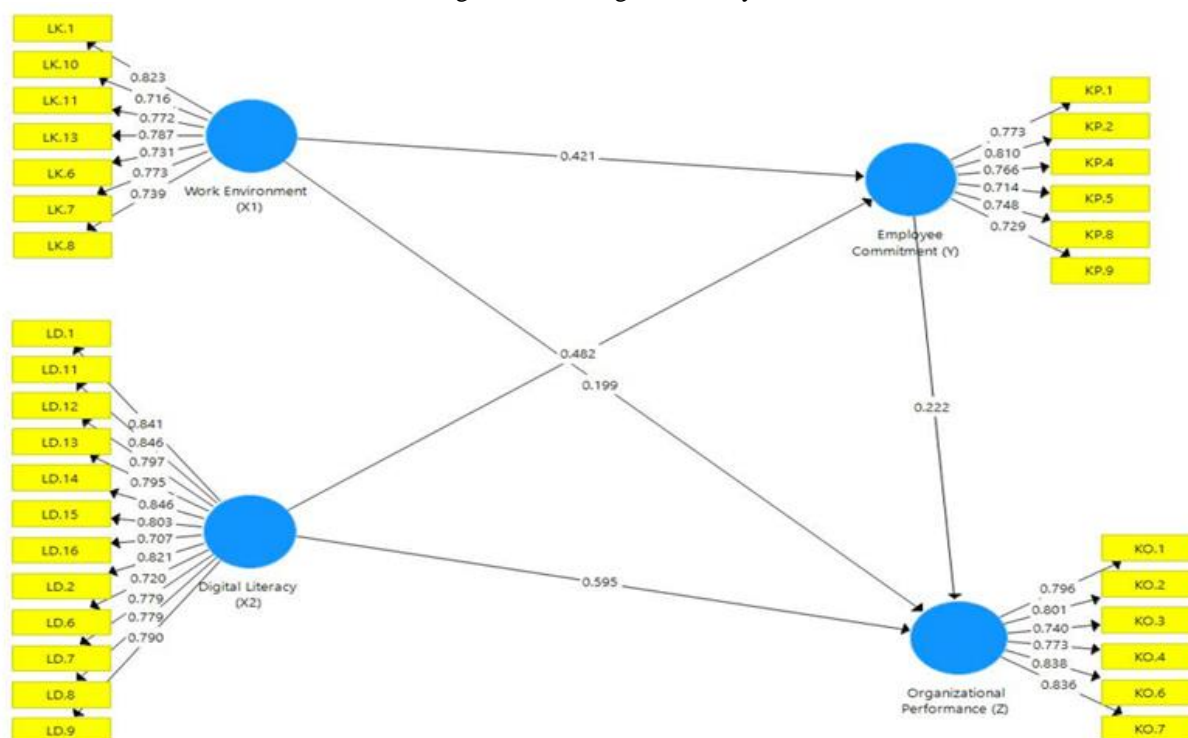 LK.1
LK.10
LK.11
LK.13
LK.6
LK.7
LK.8
0.823
0.716
0.772
0.787
0.731
0.773
0.739
Work Environment
(X1)
0.421
KP.1
KP.2
KP.4
KP.5
KP.8
KP.9
0.773
0.810
0.766
0.714
0.748
0.729
Employee
Commitment (Y)
0.482
0.199
0.222
LD.1
LD.11
LD.12
LD.13
LD.14
LD.15
LD.16
LD.2
LD.6
LD.7
LD.8
LD.9
0.841
0.846
0.797
0.795
0.846
0.803
0.707
0.821
0.720
0.779
0.779
0.790
Digital Literacy
(X2)
0.595
KO.1
KO.2
KO.3
KO.4
KO.6
KO.7
0.796
0.801
0.740
0.773
0.838
0.836
Organizational
Performance (Z)